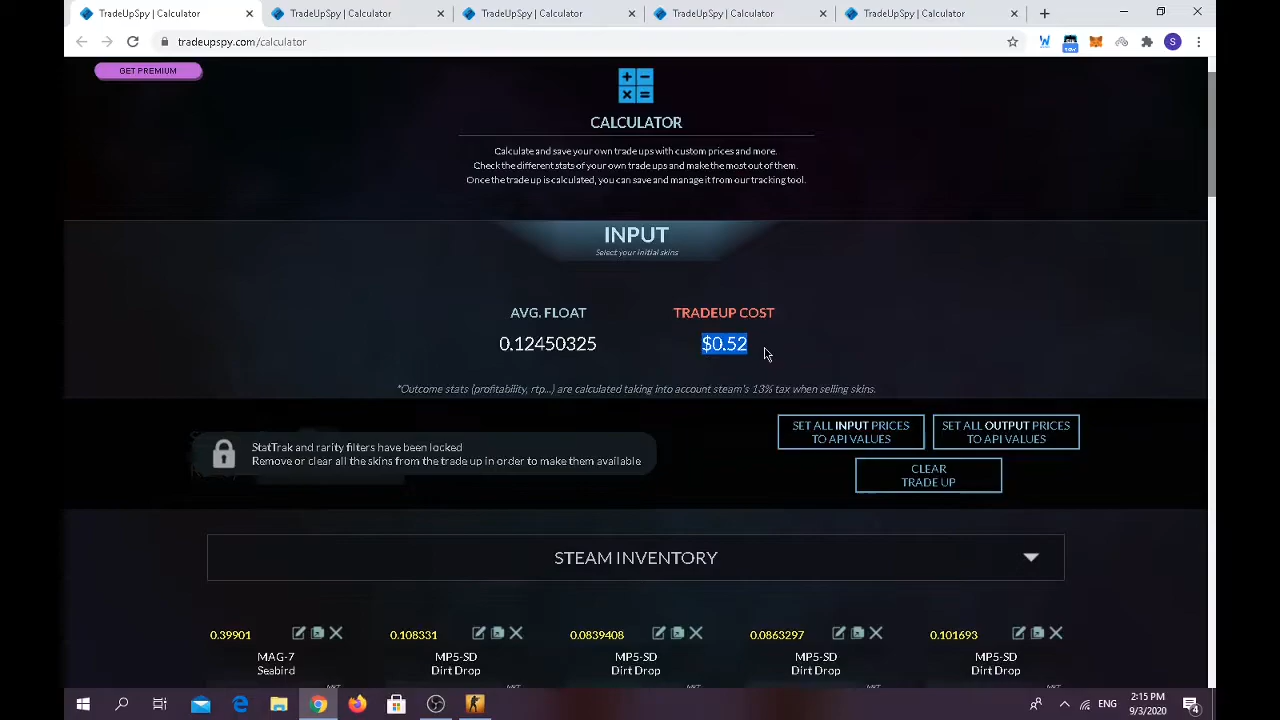 TradeUpSpy | Calculator
TradeUpSpy | Calculator
TradeUpSpy | Calculator
TradeUpSpy | Calculator
TradeUpSpy | Calculator
tradeupspy.com/calculator
S
GET PREMIUM
CALCULATOR
Calculate and save your own trade ups with custom prices and more.
Check the different stats of your own trade ups and make the most out of them.
Once the trade up is calculated, you can save and manage it from our tracking tool.
INPUT
Select your initial skins
AVG. FLOAT
TRADEUP COST
0.12450325
$0.52
*Outcome stats (profitability, rtp...) are calculated taking into account steam's 13% tax when selling skins.
StatTrak and rarity filters have been locked
Remove or clear all the skins from the trade up in order to make them available
SET ALL INPUT PRICES
TO API VALUES
SET ALL OUTPUT PRICES
TO API VALUES
CLEAR
TRADE UP
STEAM INVENTORY
0.39901
0.108331
0.0839408
0.0863297
0.101693
MAG-7
Seabird
MP5-SD
Dirt Drop
MP5-SD
Dirt Drop
MP5-SD
Dirt Drop
MP5-SD
Dirt Drop
ENG
2:15 PM
9/3/2020
4